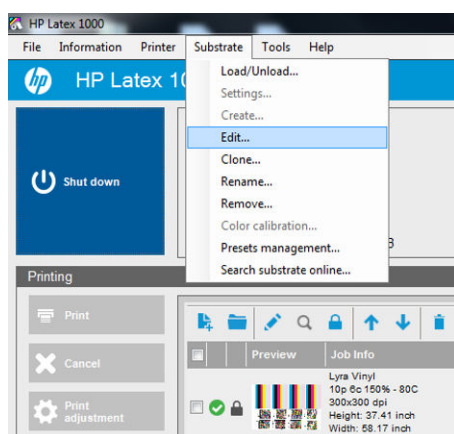 HP Latex 1000
File Information Printer Substrate Tools Help
hp HP Latex 10
Load/Unload...
Settings...
Create...
Edit...
Clone...
Rename...
Remove...
Color calibration...
Presets management...
Search substrate online...
Shut down
3
Printing
Print
Cancel
Print
adjustment
Preview Job Info
Lyra Vinyl
10p 6c 150% - 80C
300x300 dpi
Height: 37.41 inch
Width: 58.17 inch